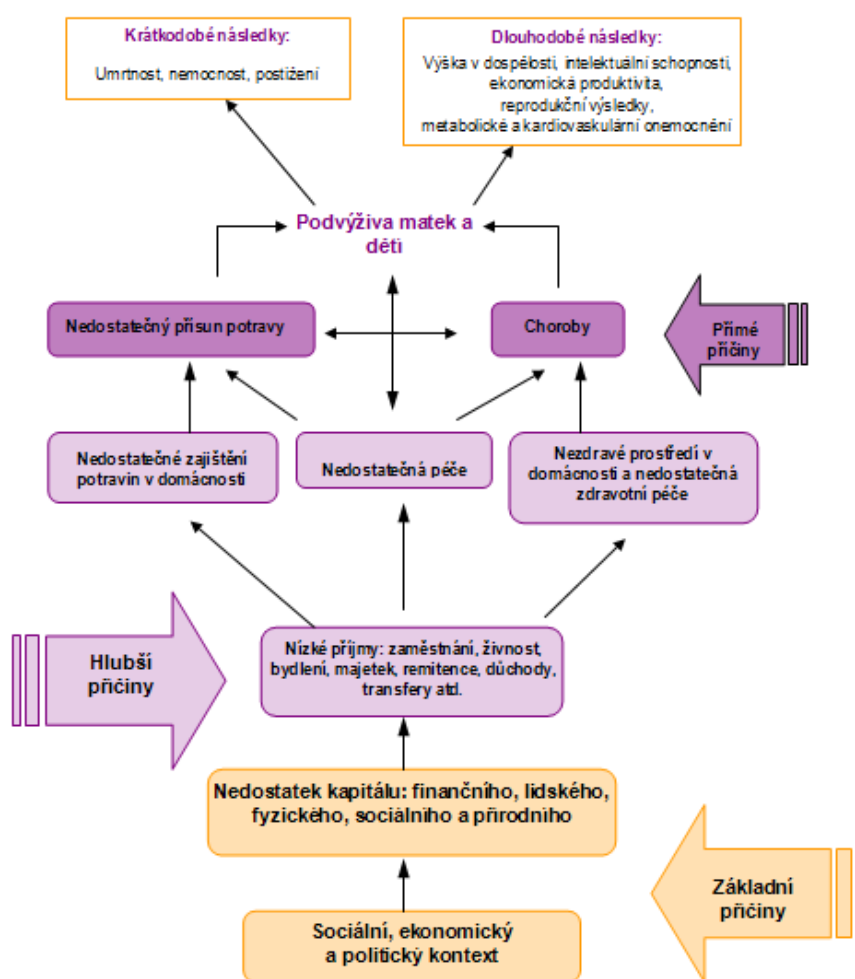 Krátkodobé následky:
Umrtnost, nemocnost, postižení
Dlouhodobé následky:
Výška v dospělosti, intelektuální schopnosti,
ekonomická produktivita,
reprodukční výsledky,
metabolické a kardiovaskulární onemocnění
Podvýživa matek a
dětí
Nedostatečný přísun potravy
Choroby
Přímé
příčiny
Nedostatečné zajištění
potravin v domácnosti
Nedostatečná péče
Nezdravé prostředí v
domácnosti a nedostatečná
zdravotní péče
Hlubší
příčiny
Nízké příjmy: zaměstnání, živnost,
bydlení, majetek, remitence, důchody,
transfery atd.
Nedostatek kapitálu: finančního, lidského,
fyzického, sociálního a přírodního
Základní
příčiny
Sociální, ekonomický
a politický kontext